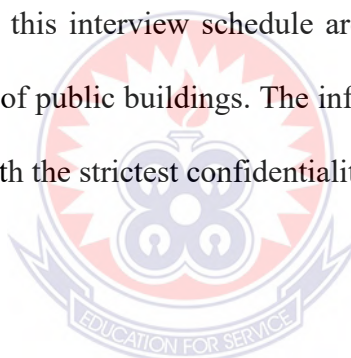 this interview schedule ar
of public buildings. The inf
th the strictest confidentialit
EDUCATION FOR SERVICE